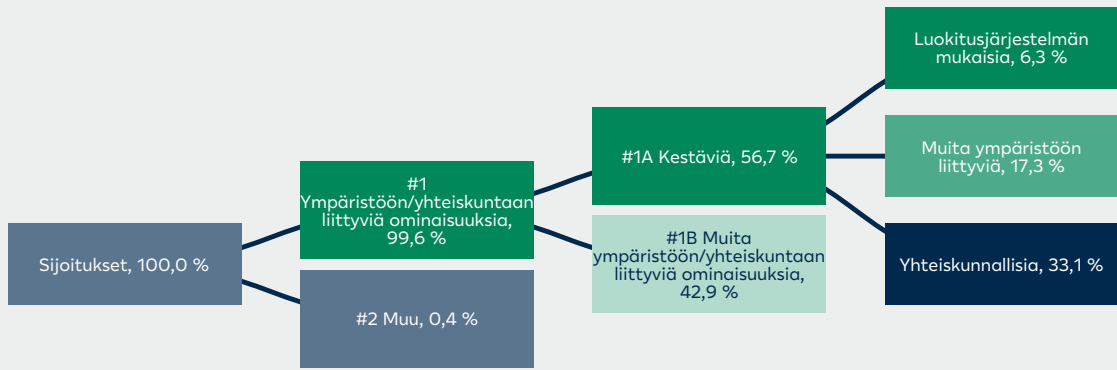 Sijoitukset, 100,0 %
#1
Ympäristöön/yhteiskuntaan
liittyviä ominaisuuksia,
99,6 %
#2 Muu, 0,4 %
#1A Kestäviä, 56,7 %
#1B Muita
ympäristöön/yhteiskuntaan
liittyviä ominaisuuksia,
42,9 %
Luokitusjärjestelmän
mukaisia, 6,3 %
Muita ympäristöön
liittyviä, 17,3 %
Yhteiskunnallisia, 33,1 %